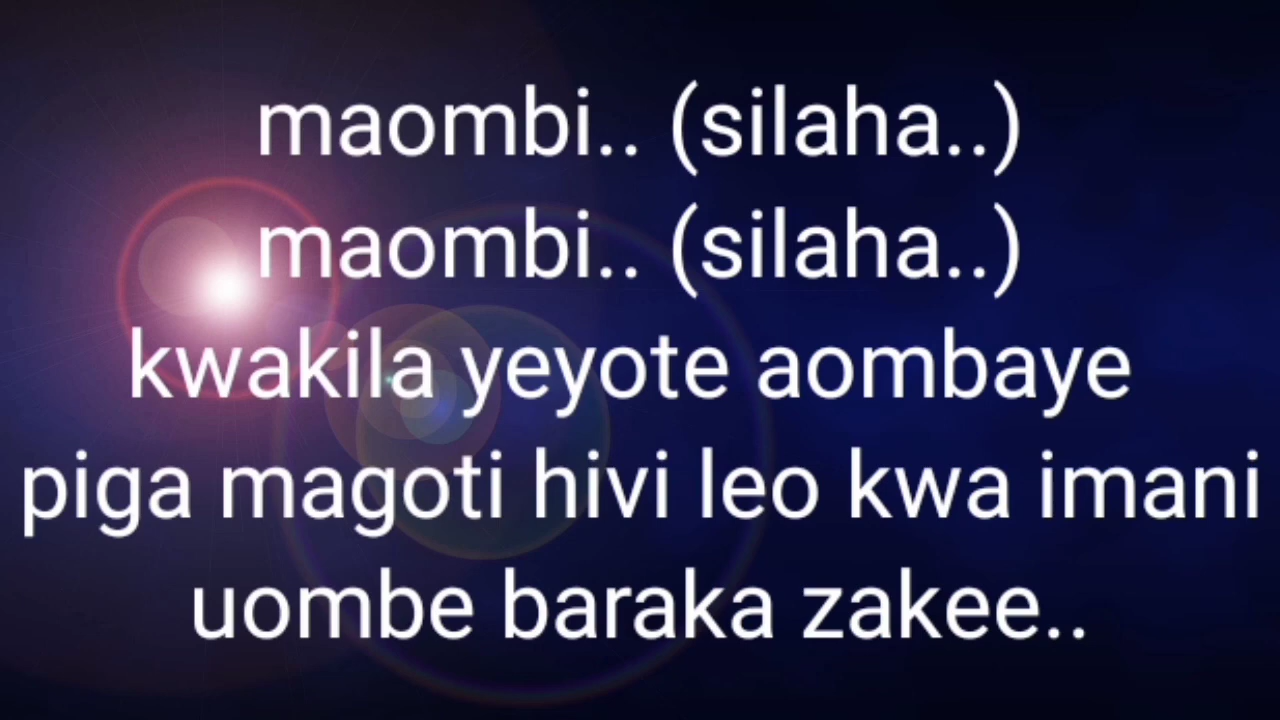 maombi.. (silaha..)
maombi.. (silaha..)
kwakila yeyote aombaye
piga magoti hivi leo kwa imani
uombe baraka zakee..